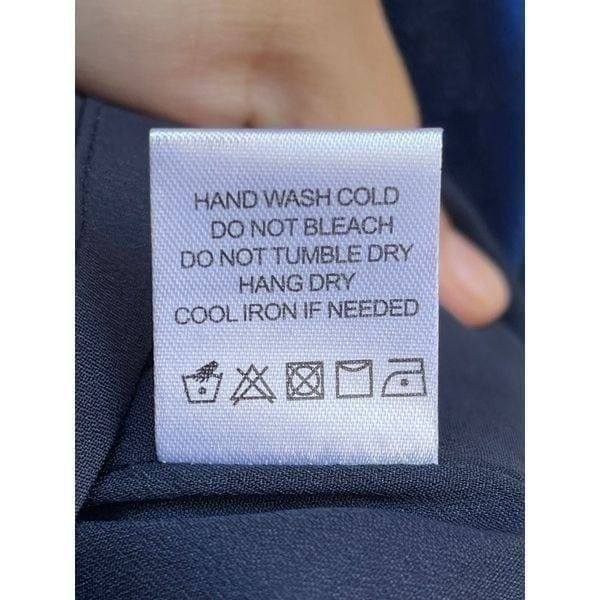 HAND WASH COLD
DO NOT BLEACH
DO NOT TUMBLE DRY
HANG DRY
COOL IRON IF NEEDED